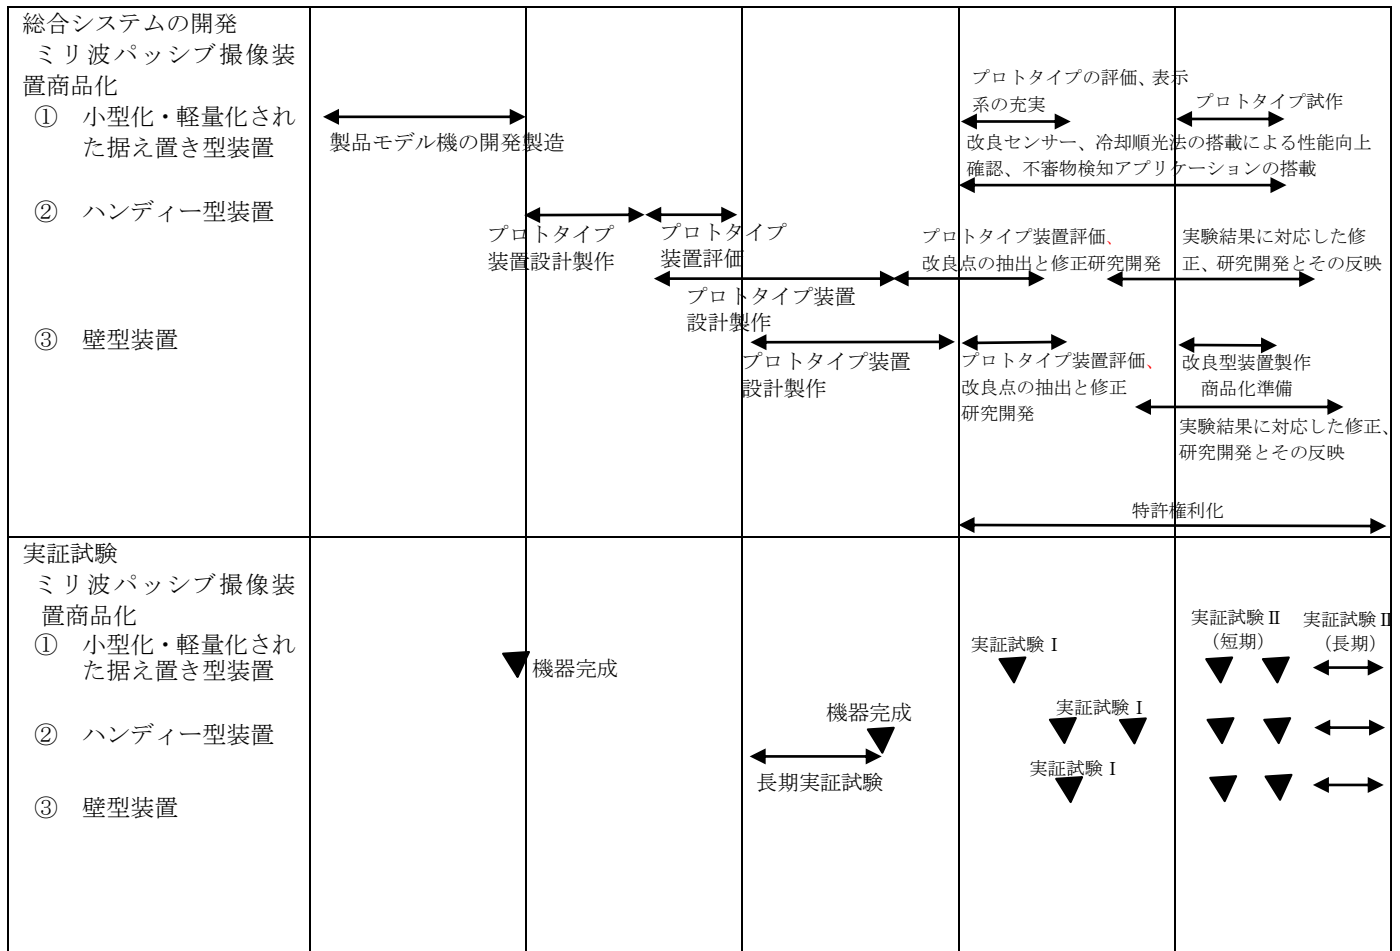 総合システムの開発
ミリ波パッシブ撮像装
置商品化
① 小型化・軽量化され
た据え置き型装置
② ハンディー型装置
③ 壁型装置
製品モデル機の開発製造
プロトタイプの評価、表示
系の充実
プロトタイプ試作
改良センサー、冷却順光法の搭載による性能向上
確認、不審物検知アプリケーションの搭載
プロトタイプ
装置設計製作
プロトタイプ
装置評価
プロトタイプ装置
設計製作
プロトタイプ装置評価、
改良点の抽出と修正研究開発
実験結果に対応した修
正、研究開発とその反映
プロトタイプ装置
設計製作
プロトタイプ装置評価、
改良点の抽出と修正
研究開発
改良型装置製作
商品化準備
実験結果に対応した修正、
研究開発とその反映
特許権利化
実証試験
ミリ波パッシブ撮像装
置商品化
① 小型化・軽量化され
た据え置き型装置
② ハンディー型装置
③ 壁型装置
機器完成
実証試験Ⅰ
実証試験Ⅱ
(短期)
実証試験Ⅱ
(長期)
機器完成
長期実証試験
実証試験Ⅰ
実証試験Ⅰ